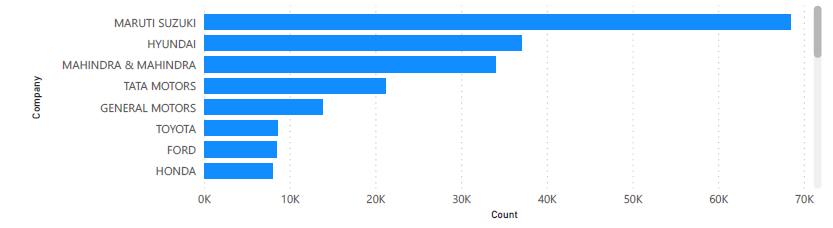 Company
MARUTI SUZUKI
HYUNDAI
MAHINDRA & MAHINDRA
TATA MOTORS
GENERAL MOTORS
TOYOTA
FORD
HONDA
0K 10K 20K 30K 40K 50K 60K 70K
Count